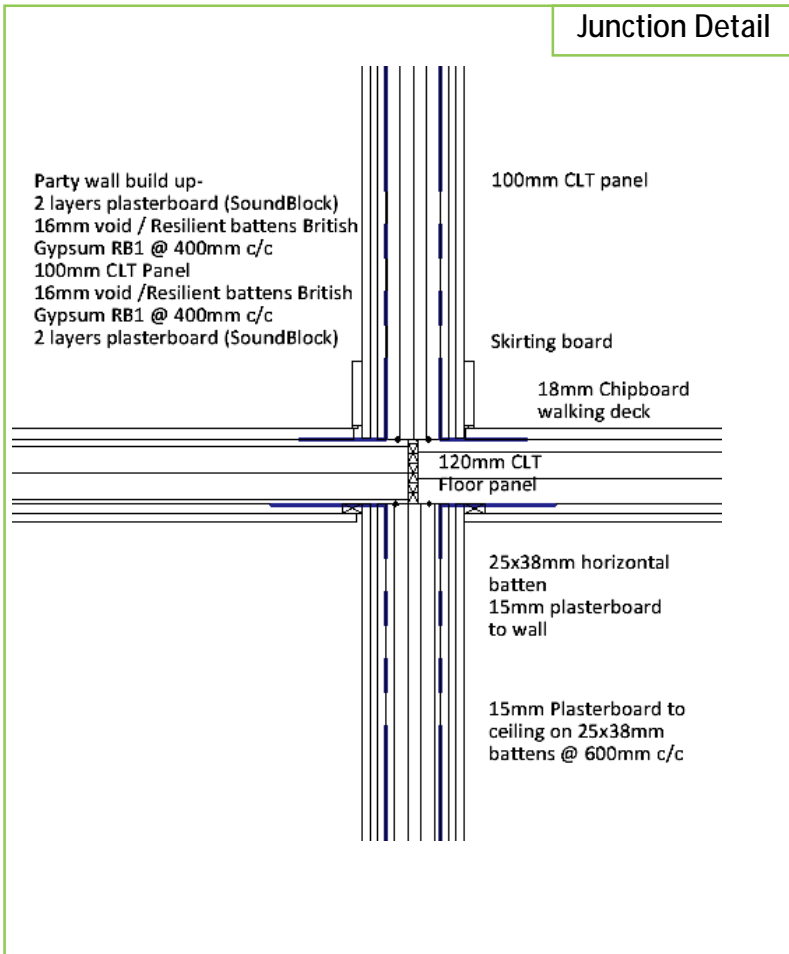 Junction Detail
Party wall build up-
2 layers plasterboard (SoundBlock)
16mm void / Resilient battens British
Gypsum RB1 @ 400mm c/c
100mm CLT Panel
16mm void /Resilient battens British
Gypsum RB1 @ 400mm c/c
2 layers plasterboard (SoundBlock)
100mm CLT panel
Skirting board
18mm Chipboard
walking deck
120mm CLT
Floor panel
25x38mm horizontal
batten
15mm plasterboard
to wall
15mm Plasterboard to
ceiling on 25x38mm
battens @ 600mm c/c